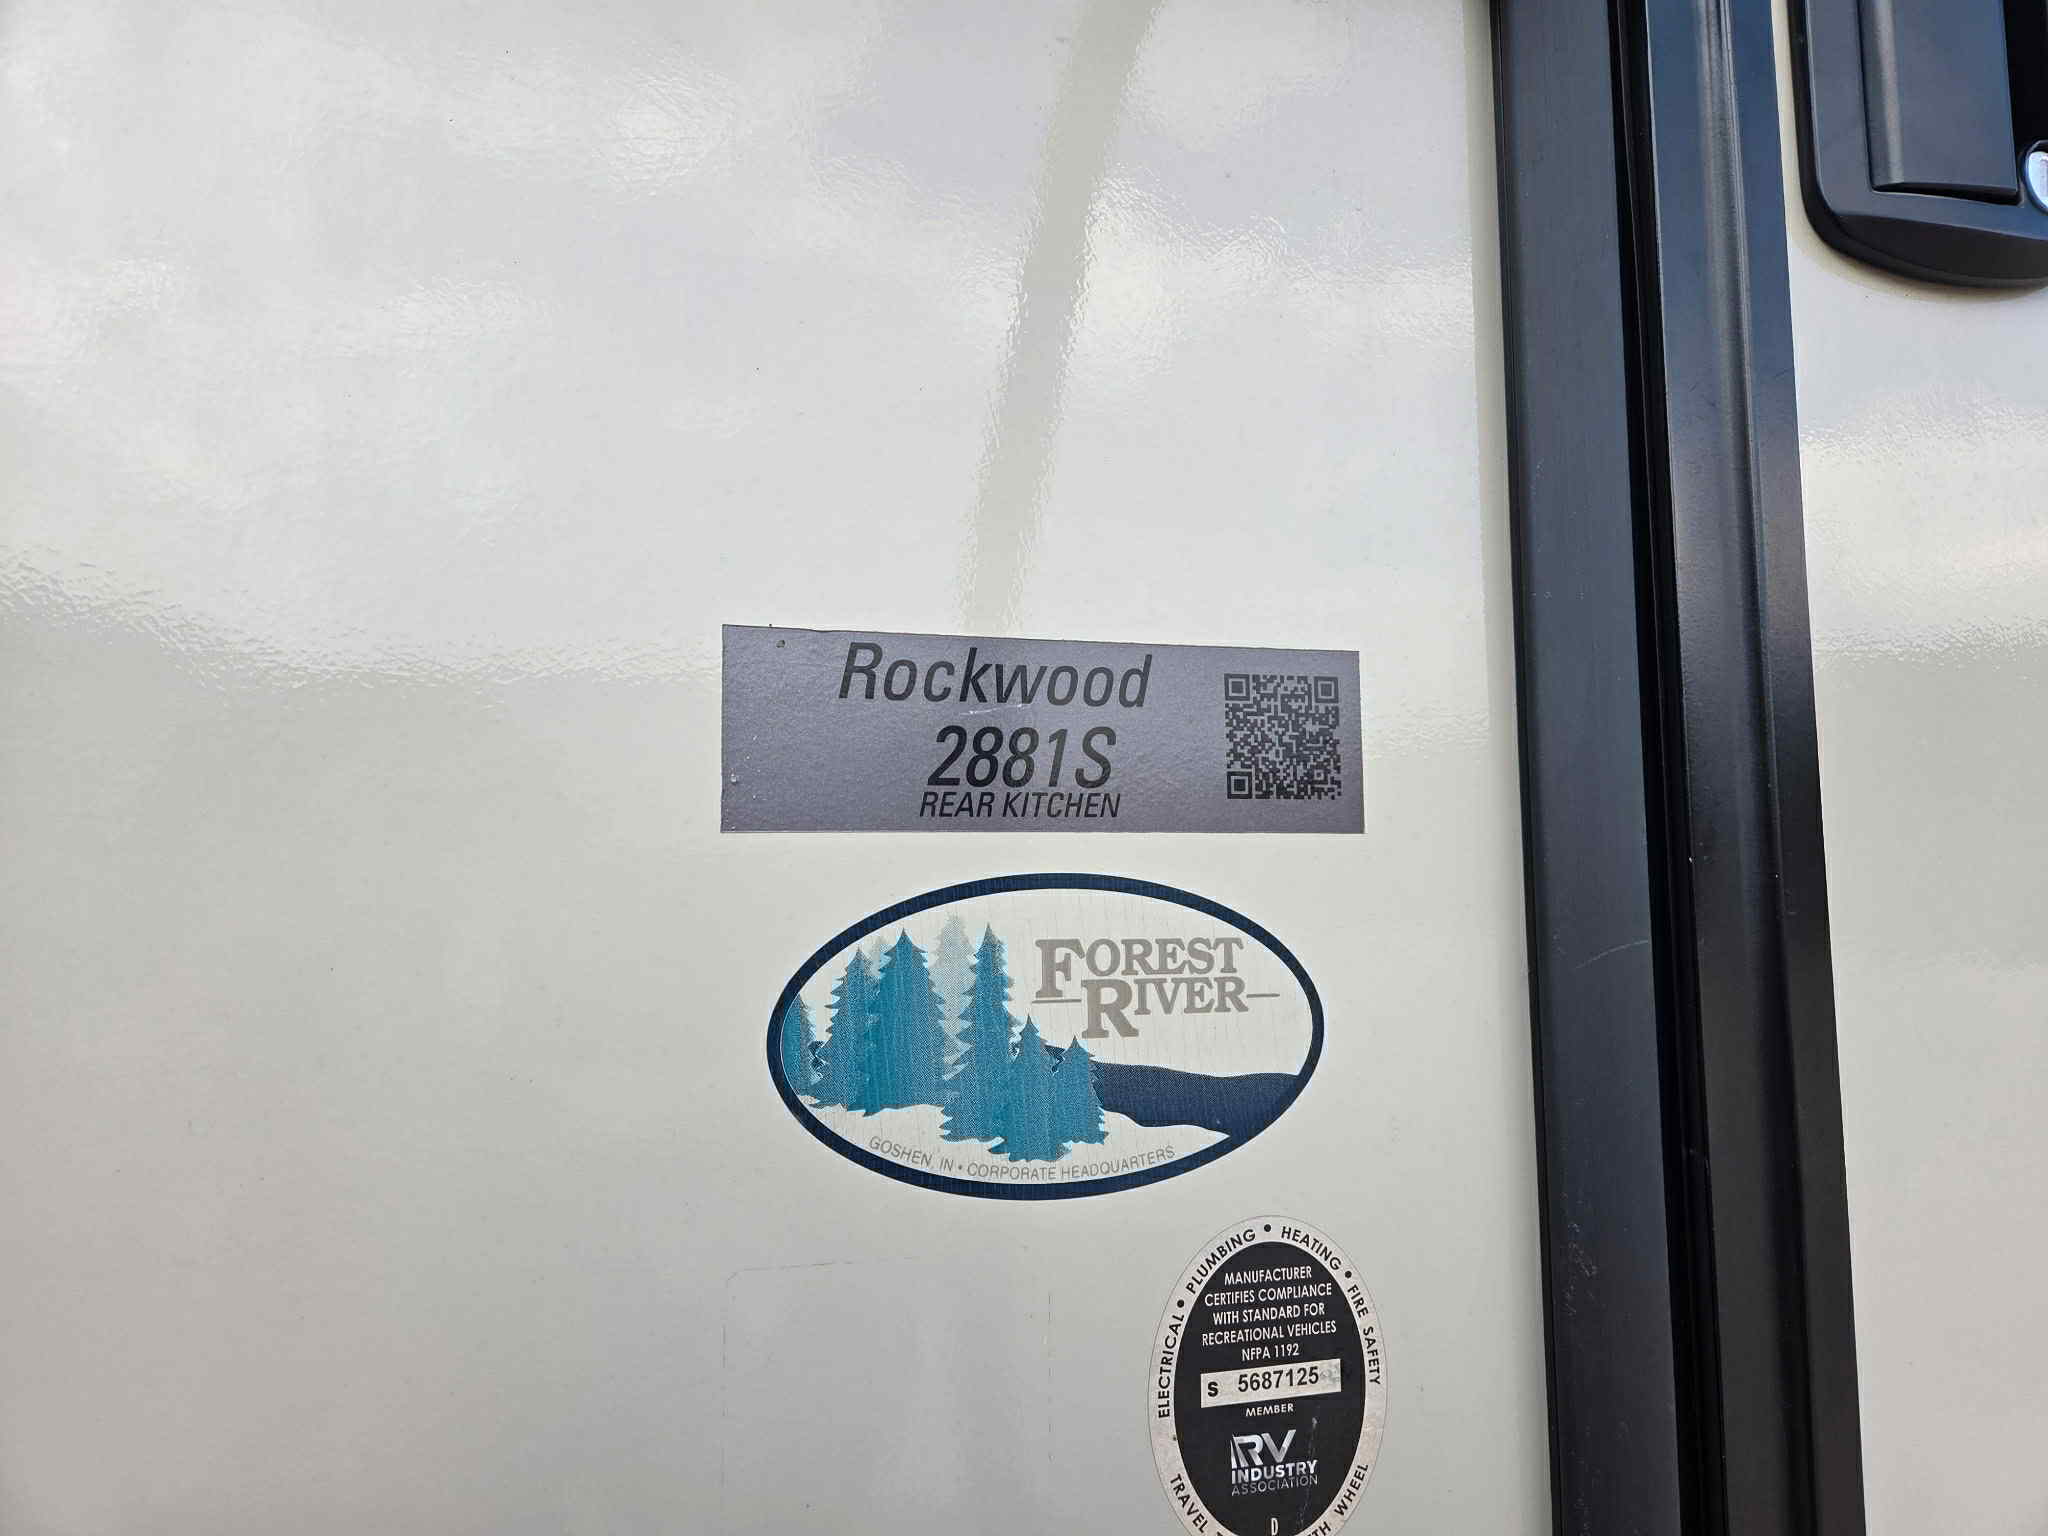 Rockwood
2881S
REAR KITCHEN
FOREST
RIVER
GOSHEN, IN • CORPORATE HEADQUARTERS
ELECTRICAL • PLUMBING • HEATING • FIRE SAFETY
MANUFACTURER
CERTIFIES COMPLIANCE
WITH STANDARD FOR
RECREATIONAL VEHICLES
NFPA 1192
S 5687125
MEMBER
RV
INDUSTRY
ASSOCIATION
D
TRAVEL
WHEEL